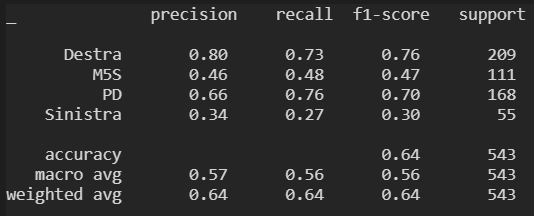 _ precision recall f1-score support
Destra 0.80 0.73 0.76 209
M5S 0.46 0.48 0.47 111
PD 0.66 0.76 0.70 168
Sinistra 0.34 0.27 0.30 55
accuracy 0.64 543
macro avg 0.57 0.56 0.56 543
weighted avg 0.64 0.64 0.64 543